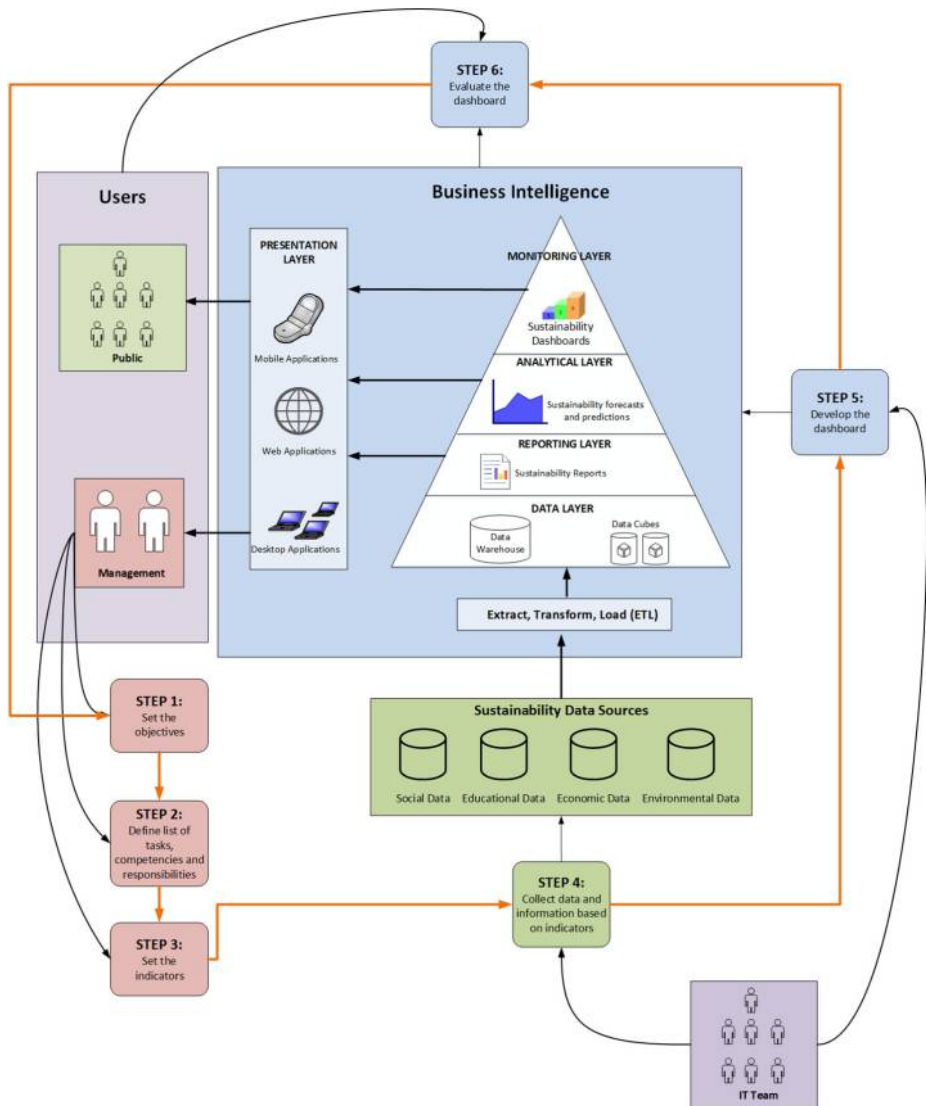 STEP 6:
Evaluate the
dashboard
Users
Business Intelligence
PRESENTATION
LAYER
MONITORING LAYER
Mobile Applications
Sustainability
Dashboards
Public
ANALYTICAL LAYER
Sustainability forecasts
and predictions
STEP 5:
Develop the
dashboard
Web Applications
REPORTING LAYER
Sustainability Reports
DATA LAYER
Data
Warehouse
Data Cubes
Desktop Applications
Management
Extract, Transform, Load (ETL)
STEP 1:
Set the
objectives
Sustainability Data Sources
Social Data
Educational Data
Economic Data
Environmental Data
STEP 2:
Define list of
tasks,
competencies and
responsibilities
STEP 4:
Collect data and
information based
on indicators
STEP 3:
Set the
indicators
IT Team